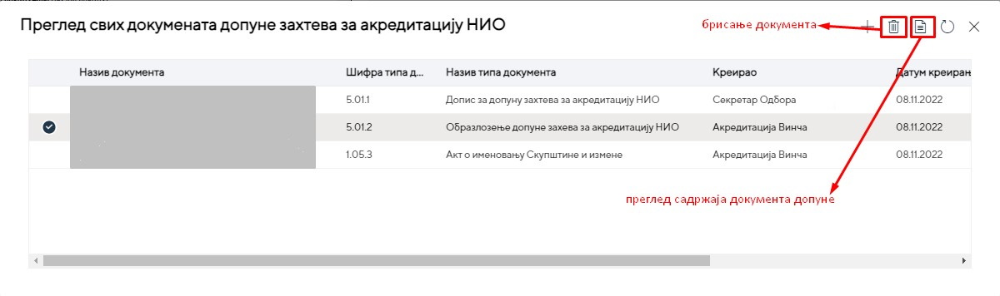 Преглед свих докумената допуне захтева за акредитацију НИО
брисање документа
Назив документа Шифра типа д... Назив типа документа Креирао Датум креирањ
5.01.1 Допис за допуну захтева за акредитацију НИО Секретар Одбора 08.11.2022
5.01.2 Образлозење допуне захева за акредитацију НИО Акредитација Винча 08.11.2022
1.05.3 Акт о именовању Скупштине и измене Акредитација Винча 08.11.2022
преглед садржаја документа допуне